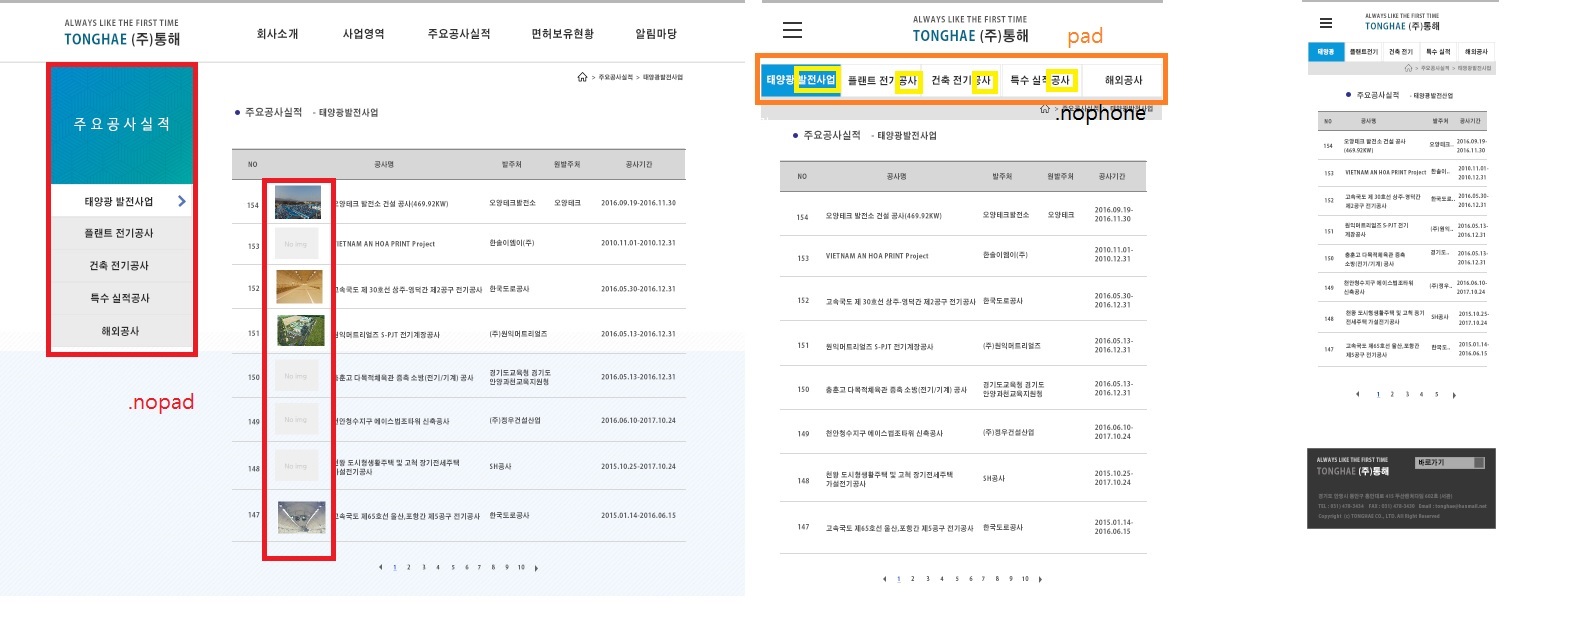 ALWAYS LIKE THE FIRST TIME
TONGHAE (주)통해
회사소개 사업영역 주요공사실적 면허보유현황 알림마당
> 주요공사실적 > 태양광발전사업
주요공사실적
태양광 발전사업
플랜트 전기공사
건축 전기공사
특수 실적공사
해외공사
.nopad
• 주요공사실적 - 태양광발전사업
NO 공사명 발주처 원발주처 공사기간
154 오양테크 발전소 건설 공사(469.92KW) 오양테크발전소 오양테크 2016.09.19-2016.11.30
153 No img VIETNAM AN HOA PRINT Project 한솔이엠이(주) 2010.11.01-2010.12.31
152 고속국도 제 30호선 상주-영덕간 제2공구 전기공사 한국도로공사 2016.05.30-2016.12.31
151 원익머트리얼즈 S-PJT 전기계장공사 (주)원익머트리얼즈 2016.05.13-2016.12.31
150 No img 충훈고 다목적체육관 증축 소방(전기/기계) 공사 경기도교육청 경기도
안양과천교육지원청 2016.05.13-2016.12.31
149 No img 천안청수지구 에이스법조타워 신축공사 (주)정우건설산업 2016.06.10-2017.10.24
148 No img 천왕 도시형생활주택 및 고척 장기전세주택
가설전기공사 SH공사 2015.10.25-2017.10.24
147 고속국도 제65호선 울산,포항간 제5공구 전기공사 한국도로공사 2015.01.14-2016.06.15
1 2 3 4 5 6 7 8 9 10
ALWAYS LIKE THE FIRST TIME
TONGHAE (주)통해
pad
태양광 발전사업 플랜트 전기공사 건축 전기공사 특수 실적공사 해외공사
> 주요공사실적 > 태양광발전사업
.nophone
• 주요공사실적 - 태양광발전사업
NO 공사명 발주처 원발주처 공사기간
154 오양테크 발전소 건설 공사(469.92KW) 오양테크발전소 오양테크 2016.09.19-
2016.11.30
153 VIETNAM AN HOA PRINT Project 한솔이엠이(주) 2010.11.01-
2010.12.31
152 고속국도 제 30호선 상주-영덕간 제2공구 전기공사 한국도로공사 2016.05.30-
2016.12.31
151 원익머트리얼즈 S-PJT 전기계장공사 (주)원익머트리얼즈 2016.05.13-
2016.12.31
150 충훈고 다목적체육관 증축 소방(전기/기계) 공사 경기도교육청 경기도
안양과천교육지원청 2016.05.13-
2016.12.31
149 천안청수지구 에이스법조타워 신축공사 (주)정우건설산업 2016.06.10-
2017.10.24
148 천왕 도시형생활주택 및 고척 장기전세주택
가설전기공사 SH공사 2015.10.25-
2017.10.24
147 고속국도 제65호선 울산,포항간 제5공구 전기공사 한국도로공사 2015.01.14-
2016.06.15
1 2 3 4 5 6 7 8 9 10
ALWAYS LIKE THE FIRST TIME
TONGHAE (주)통해
태양광 플랜트전기 건축 전기 특수 실적 해외공사
> 주요공사실적 > 태양광발전사업
• 주요공사실적 - 태양광발전산업
NO 공사명 발주처 공사기간
154 오양테크 발전소 건설 공사
(469.92KW) 오양테크.. 2016.09.19-
2016.11.30
153 VIETNAM AN HOA PRINT Project 한솔이.. 2010.11.01-
2010.12.31
152 고속국도 제 30호선 상주-영덕간
제2공구 전기공사 한국도로.. 2016.05.30-
2016.12.31
151 원익머트리얼즈 S-PJT 전기
계장공사 (주)원익.. 2016.05.13-
2016.12.31
150 충훈고 다목적체육관 증축
소방(전기/기계) 공사 경기도.. 2016.05.13-
2016.12.31
149 천안청수지구 에이스법조타워
신축공사 (주)정우.. 2016.06.10-
2017.10.24
148 천왕 도시형생활주택 및 고척 장기
전세주택 가설전기공사 SH공사 2015.10.25-
2017.10.24
147 고속국도 제65호선 울산,포항간
제5공구 전기공사 한국도.. 2015.01.14-
2016.06.15
1 2 3 4 5
ALWAYS LIKE THE FIRST TIME
TONGHAE (주)통해
바로가기
Copyright (c) TONGHAE CO., LTD. All Right Reserved